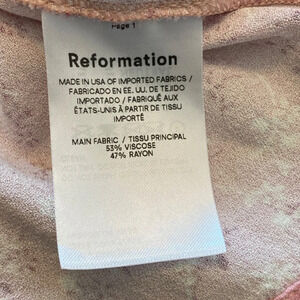 Page 1
Reformation
MADE IN USA OF IMPORTED FABRICS /
FABRICADO EN EE. UU. DE TEJIDO
IMPORTADO / FABRIQUÉ AUX
ÉTATS-UNIS À PARTIR DE TISSU
IMPORTÉ
MAIN FABRIC / TISSU PRINCIPAL
53% VISCOSE
47% RAYON